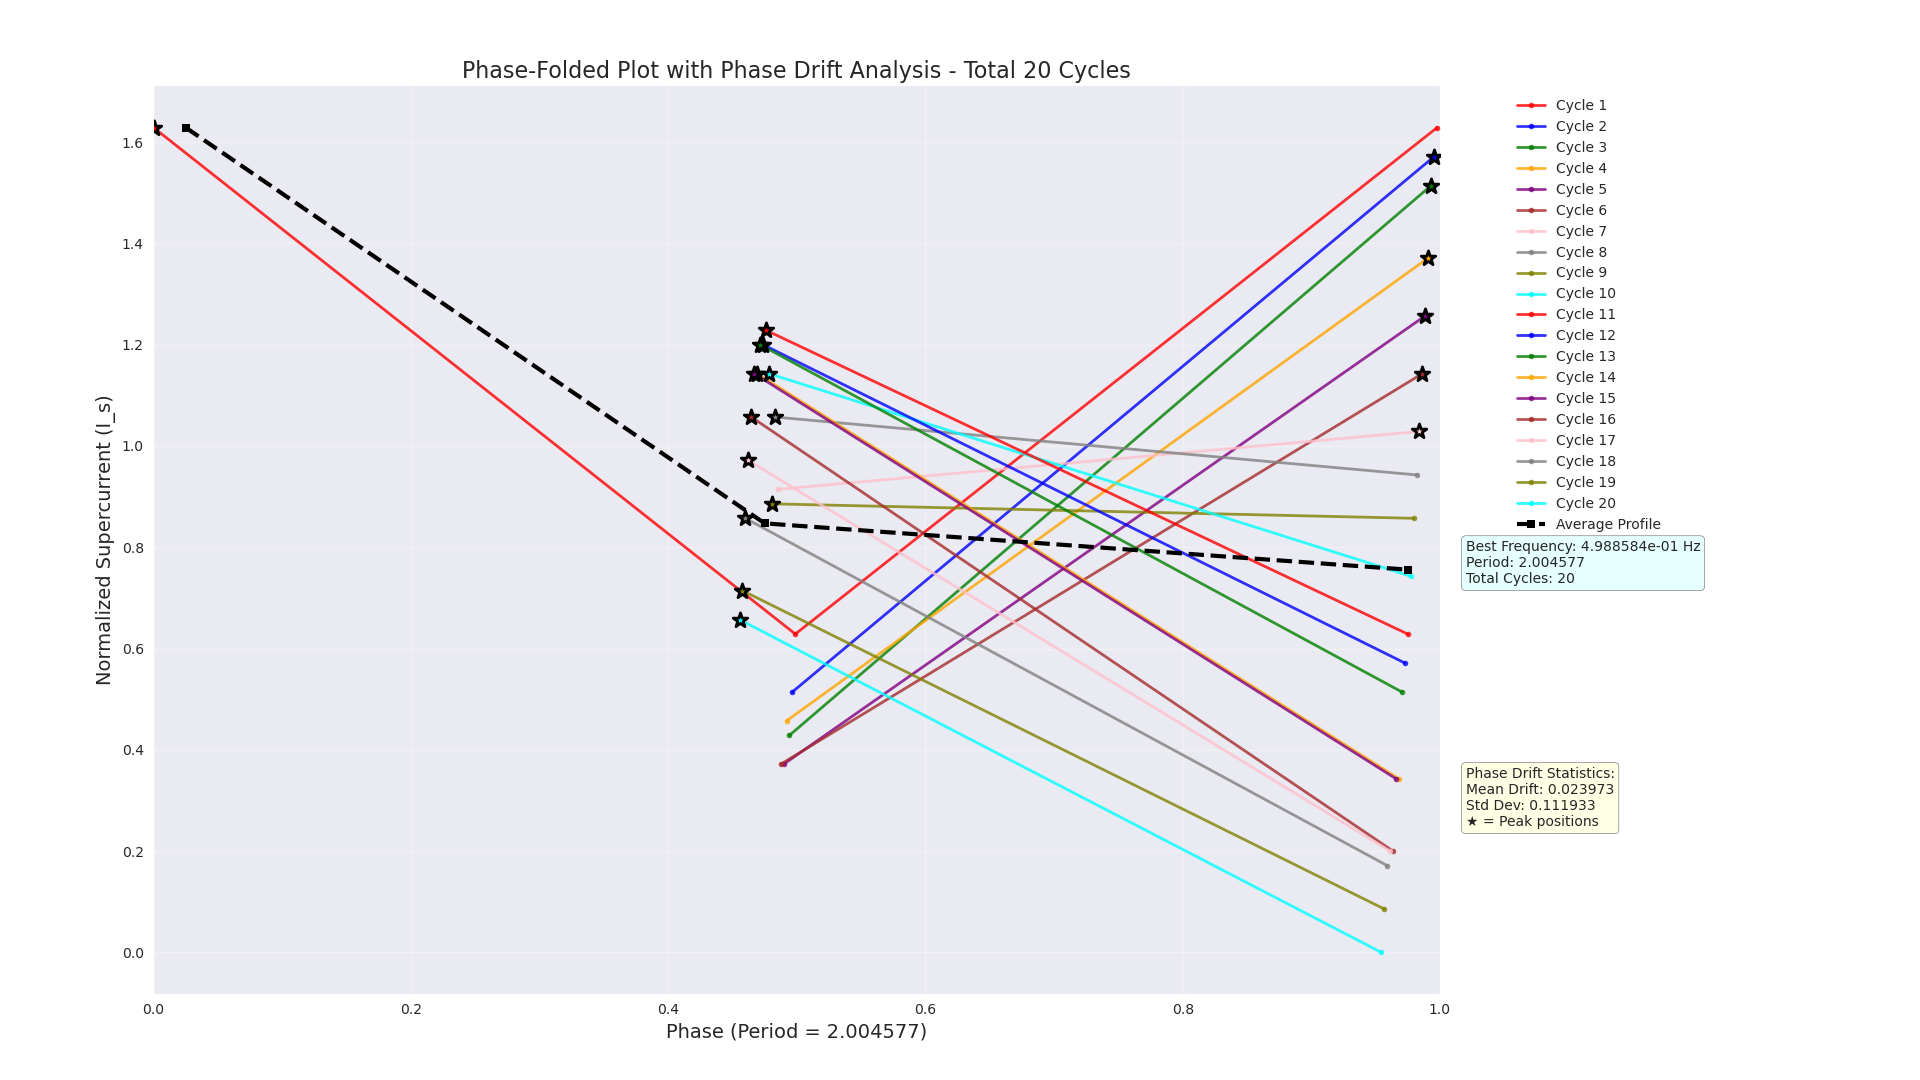 Phase-Folded Plot with Phase Drift Analysis - Total 20 Cycles
Normalized Supercurrent (I_s)
1.6
1.4
1.2
1.0
0.8
0.6
0.4
0.2
0.0
0.0 0.2 0.4 0.6 0.8 1.0
Phase (Period = 2.004577)
Cycle 1
Cycle 2
Cycle 3
Cycle 4
Cycle 5
Cycle 6
Cycle 7
Cycle 8
Cycle 9
Cycle 10
Cycle 11
Cycle 12
Cycle 13
Cycle 14
Cycle 15
Cycle 16
Cycle 17
Cycle 18
Cycle 19
Cycle 20
Average Profile
Best Frequency: 4.988584e-01 Hz
Period: 2.004577
Total Cycles: 20
Phase Drift Statistics:
Mean Drift: 0.023973
Std Dev: 0.111933
★ = Peak positions